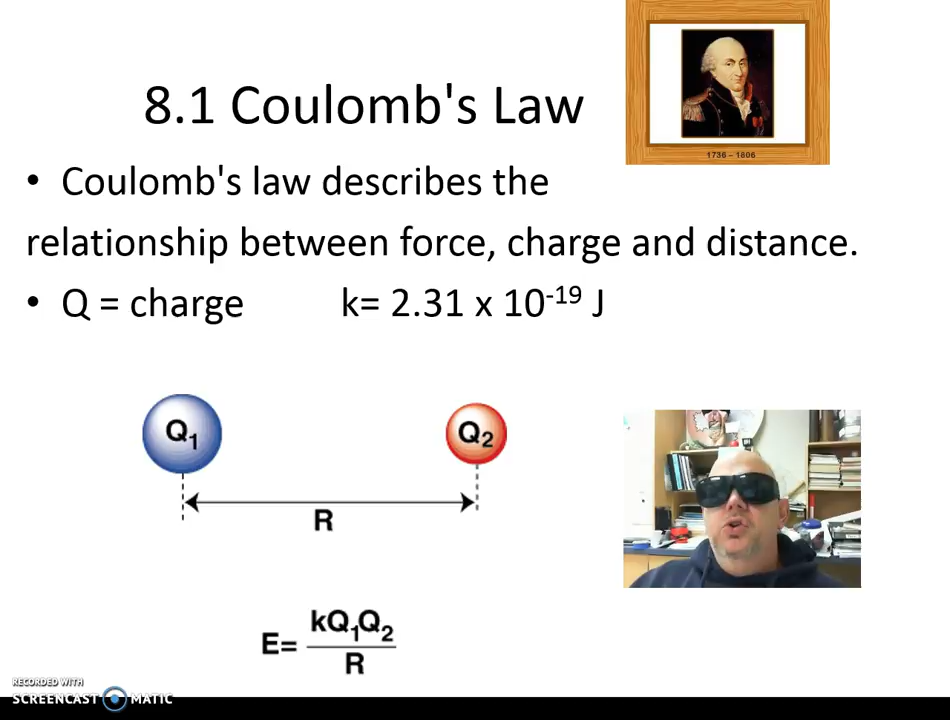 8.1 Coulomb's Law
1736 – 1806
• Coulomb's law describes the
relationship between force, charge and distance.
• Q = charge k= 2.31 x 10⁻¹⁹ J
Q₁ Q₂
R
E= kQ₁Q₂
R
RECORDED WITH
SCREENCAST MATIC